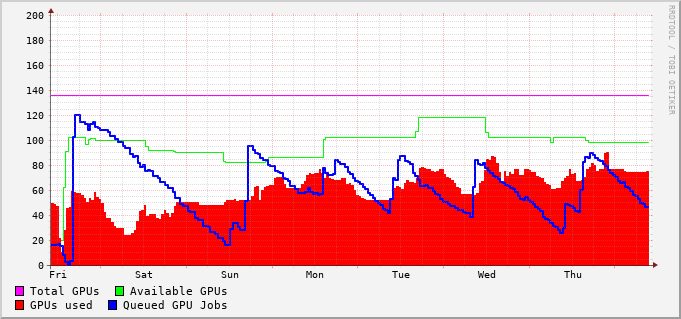 200
180
160
140
120
100
80
60
40
20
0
Fri Sat Sun Mon Tue Wed Thu
Total GPUs Available GPUs
GPUs used Queued GPU Jobs
RRDTOOL / TOBI OETIKER